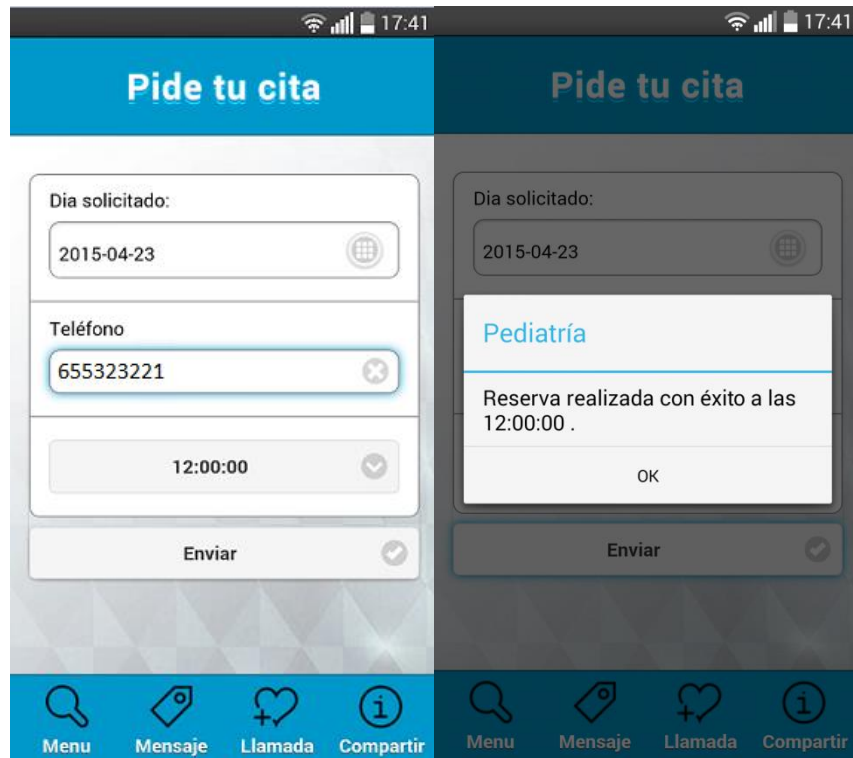 17:41
Pide tu cita
Dia solicitado:
2015-04-23
Teléfono
655323221
12:00:00
Enviar
Menu Mensaje Llamada Compartir
17:41
Pide tu cita
Dia solicitado:
2015-04-23
Pediatría
Reserva realizada con éxito a las
12:00:00 .
OK
Enviar
Menu Mensaje Llamada Compartir